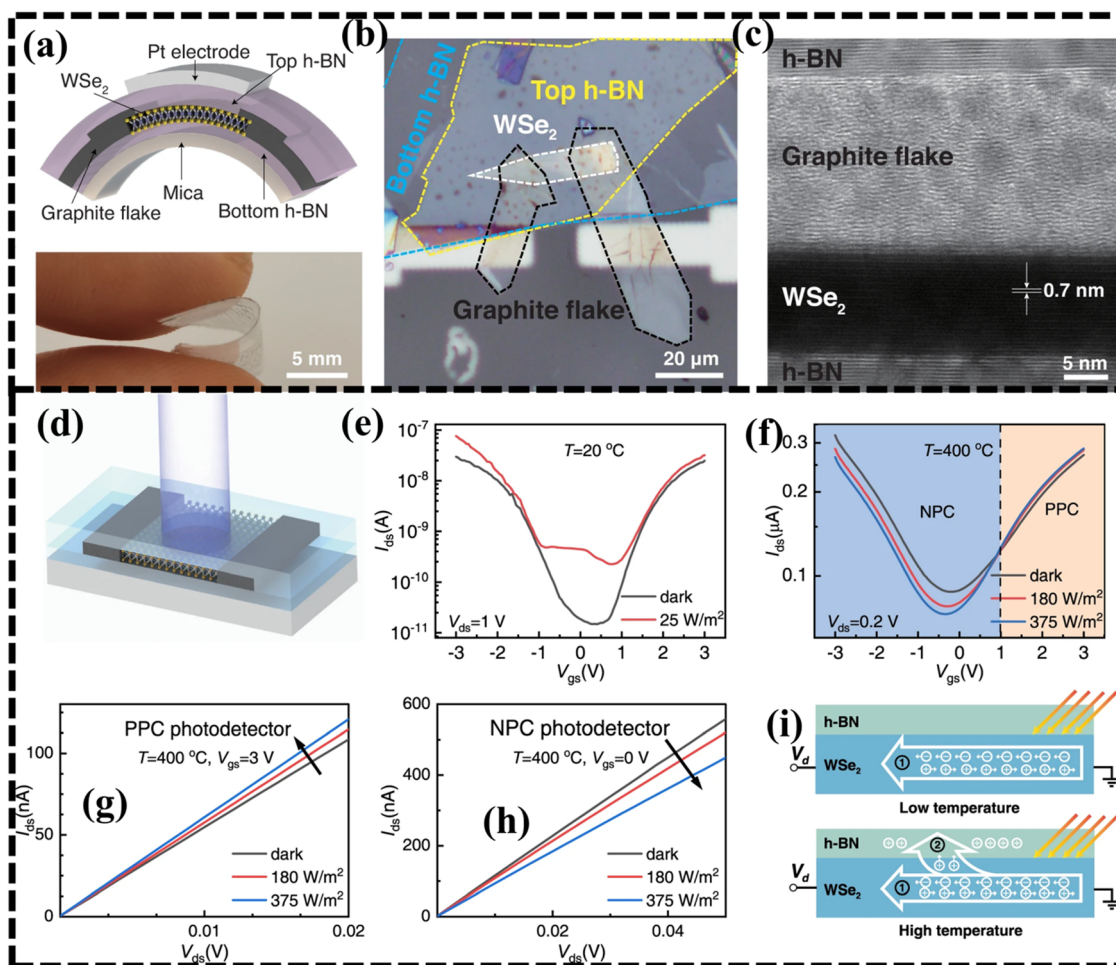 (a)
Pt electrode
WSe2
Top h-BN
Graphite flake
Mica
Bottom h-BN
5 mm
(b)
Bottom h-BN
Top h-BN
WSe2
Graphite flake
20 µm
(c)
h-BN
Graphite flake
WSe2
0.7 nm
h-BN
5 nm
(d)
(e)
10⁻⁷
10⁻⁸
10⁻⁹
10⁻¹⁰
10⁻¹¹
Ids(A)
T=20 °C
dark
25 W/m²
Vds=1 V
-3 -2 -1 0 1 2 3
Vgs(V)
(f)
0.3
0.2
0.1
Ids(µA)
T=400 °C
NPC
PPC
dark
180 W/m²
375 W/m²
Vds=0.2 V
-3 -2 -1 0 1 2 3
Vgs(V)
(g)
PPC photodetector
T=400 °C, Vgs=3 V
100
50
0
Ids(nA)
dark
180 W/m²
375 W/m²
0.01 0.02
Vds(V)
(h)
NPC photodetector
T=400 °C, Vgs=0 V
600
400
200
0
Ids(nA)
dark
180 W/m²
375 W/m²
0.02 0.04
Vds(V)
(i)
h-BN
Vd
WSe2
①
Low temperature
h-BN
②
Vd
WSe2
①
High temperature